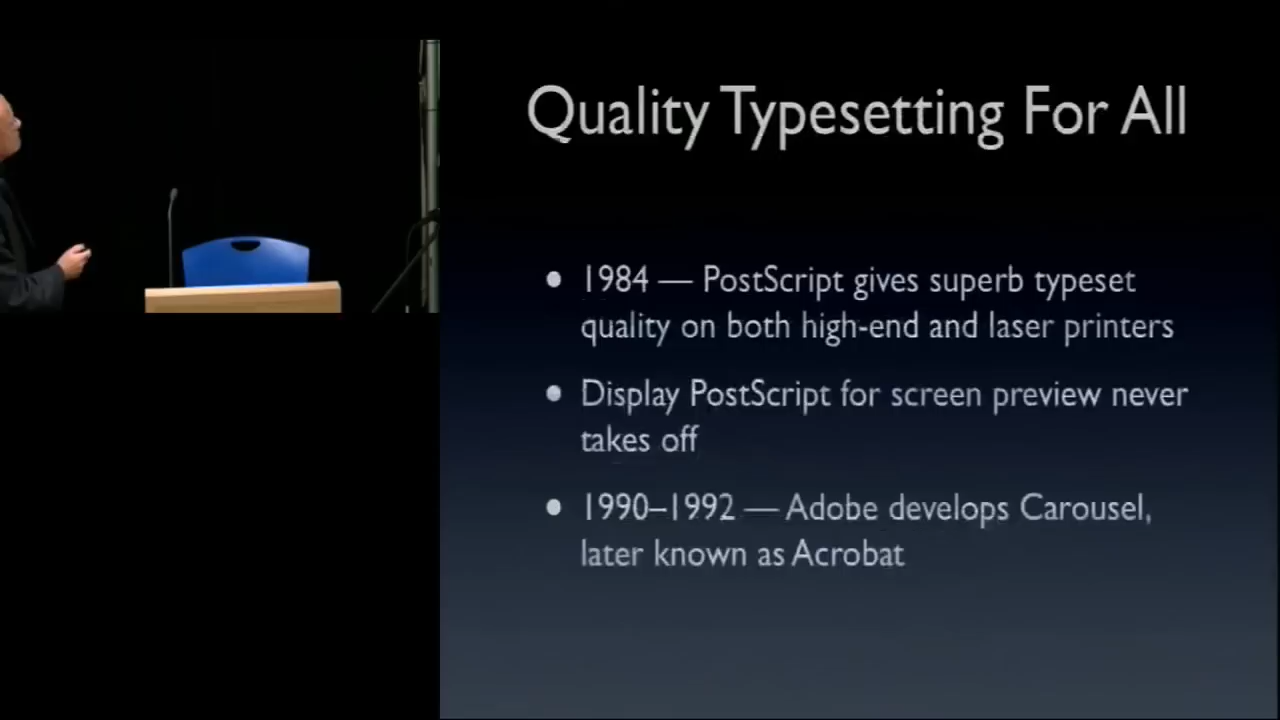 Quality Typesetting For All
• 1984 — PostScript gives superb typeset
quality on both high-end and laser printers
• Display PostScript for screen preview never
takes off
• 1990–1992 — Adobe develops Carousel,
later known as Acrobat